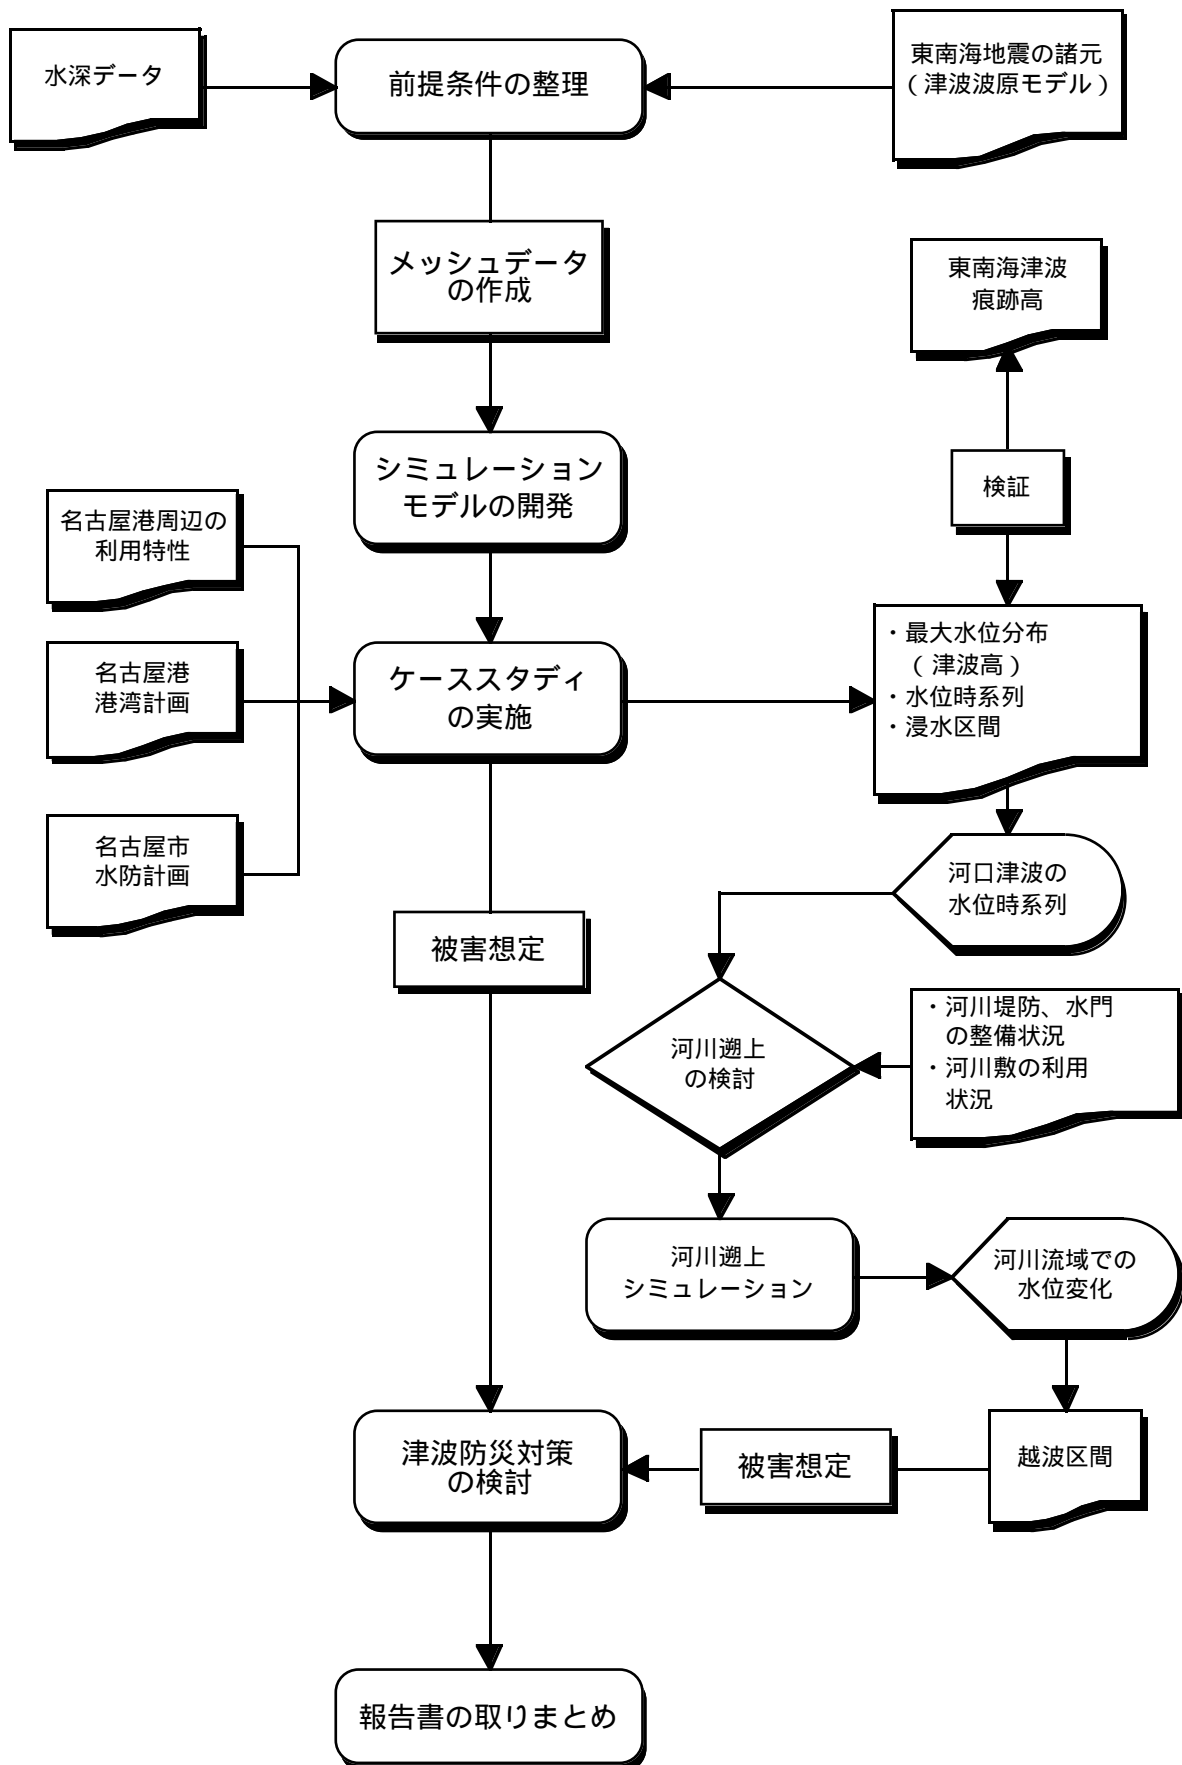 水深データ
前提条件の整理
東南海地震の諸元
（津波波原モデル）
メッシュデータ
の作成
東南海津波
痕跡高
シミュレーション
モデルの開発
検証
名古屋港周辺の
利用特性
・最大水位分布
（津波高）
・水位時系列
・浸水区間
名古屋港
港湾計画
ケーススタディ
の実施
名古屋市
水防計画
河口津波の
水位時系列
被害想定
・河川堤防、水門
の整備状況
・河川敷の利用
状況
河川遡上
の検討
河川遡上
シミュレーション
河川流域での
水位変化
津波防災対策
の検討
被害想定
越波区間
報告書の取りまとめ